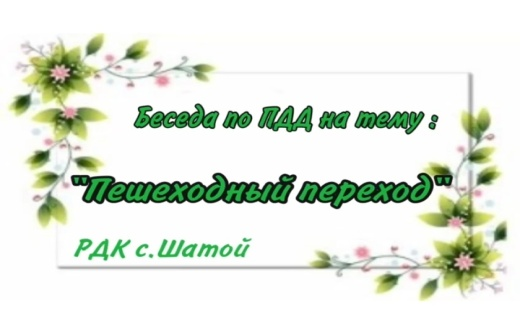 Беседа по ПДД на тему :
"Пешеходный переход"
РДК с.Шатой